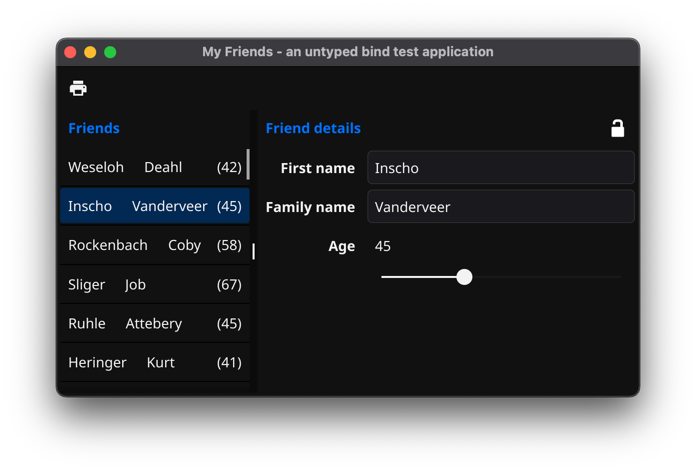 My Friends - an untyped bind test application
Friends
Weseloh Deahl (42)
Inscho Vanderveer (45)
Rockenbach Coby (58)
Sliger Job (67)
Ruhle Attebery (45)
Heringer Kurt (41)
Friend details
First name Inscho
Family name Vanderveer
Age 45